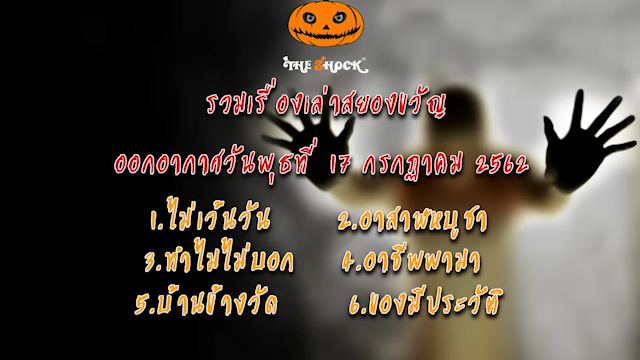 THE SHOCK
รวมเรื่องเล่าสยองขวัญ
ออกอากาศวันพุธที่ 17 กรกฏาคม 2562
1.ไม่เว้นวัน 2.อาสาฬหบูชา
3.ทำไมไม่บอก 4.อาชีพพามา
5.บ้านข้างวัด 6.ของมีประวัติ